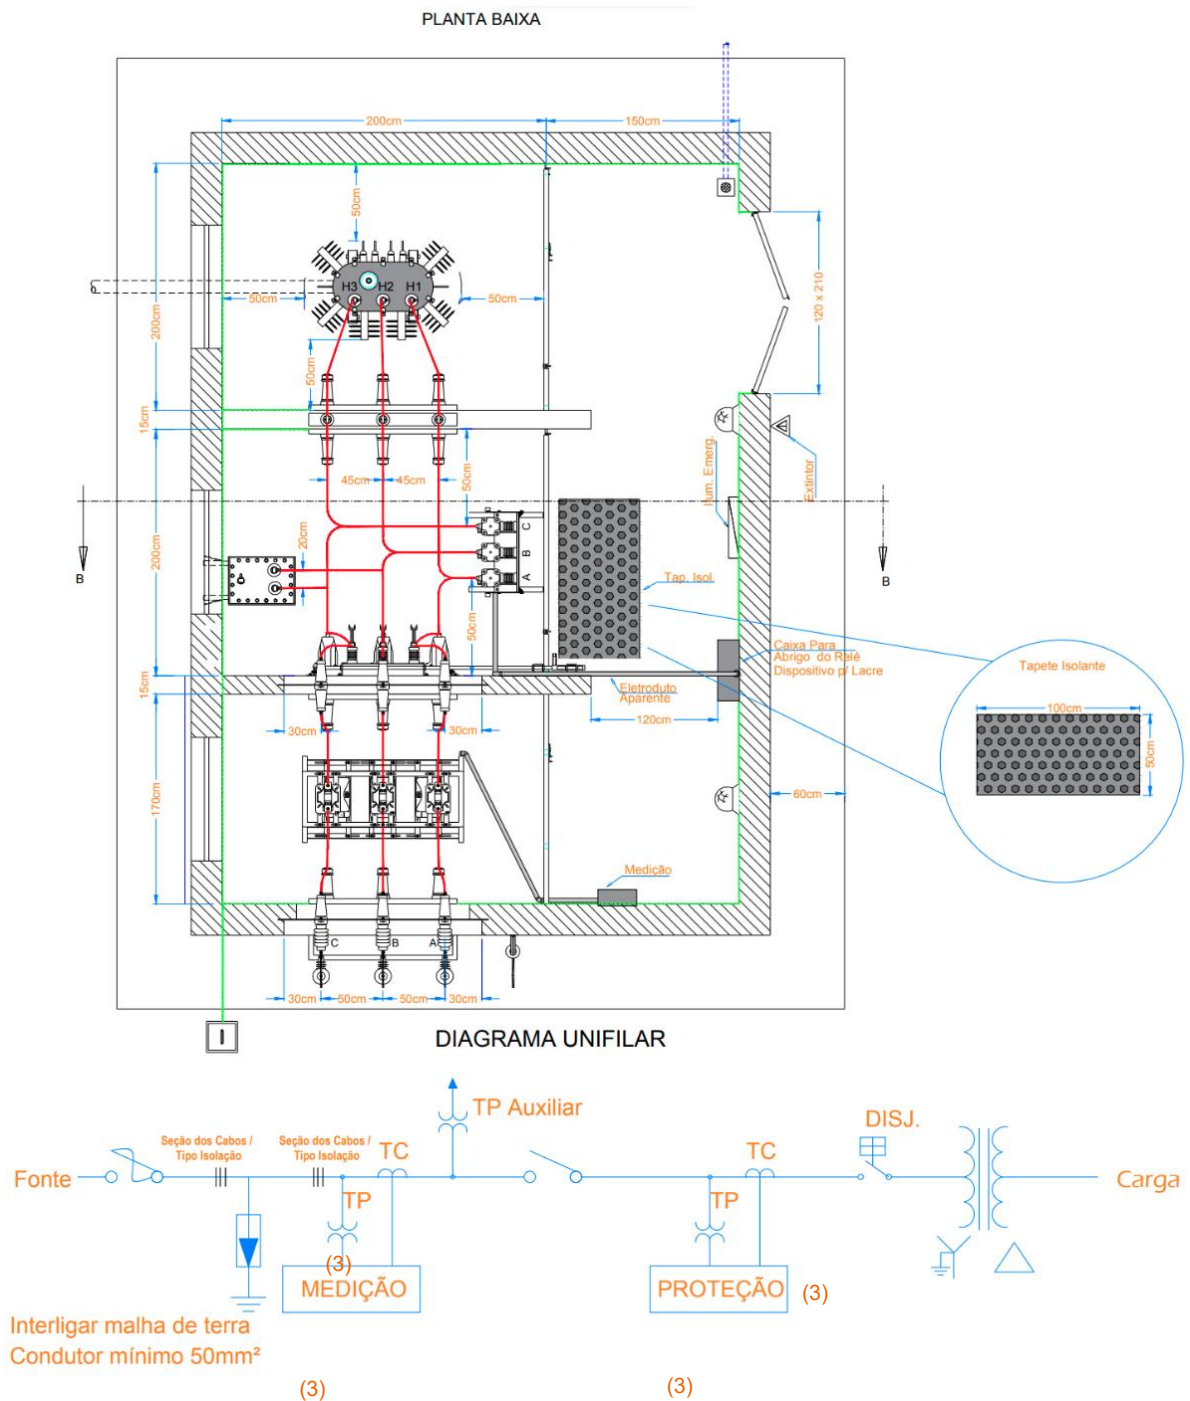 PLANTA BAIXA
200cm
150cm
50cm
H3 H2 H1
50cm
50cm
200cm
120 x 210
50cm
15cm
45cm
45cm
50cm
Ilum. Emerg.
Extintor
B
B
200cm
20cm
C
B
A
Tap. Isol.
50cm
Caixa Para
Abrigo do Relé
Dispositivo p/ Lacre
Tapete Isolante
15cm
Eletroduto
Aparente
120cm
30cm
30cm
100cm
50cm
170cm
60cm
Medição
C
B
A
30cm
50cm
50cm
30cm
DIAGRAMA UNIFILAR
TP Auxiliar
DISJ.
Seção dos Cabos /
Tipo Isolação
Seção dos Cabos /
Tipo Isolação
TC
TC
Fonte
Carga
TP
TP
(3)
MEDIÇÃO
PROTEÇÃO
(3)
Interligar malha de terra
Condutor mínimo 50mm²
(3)
(3)